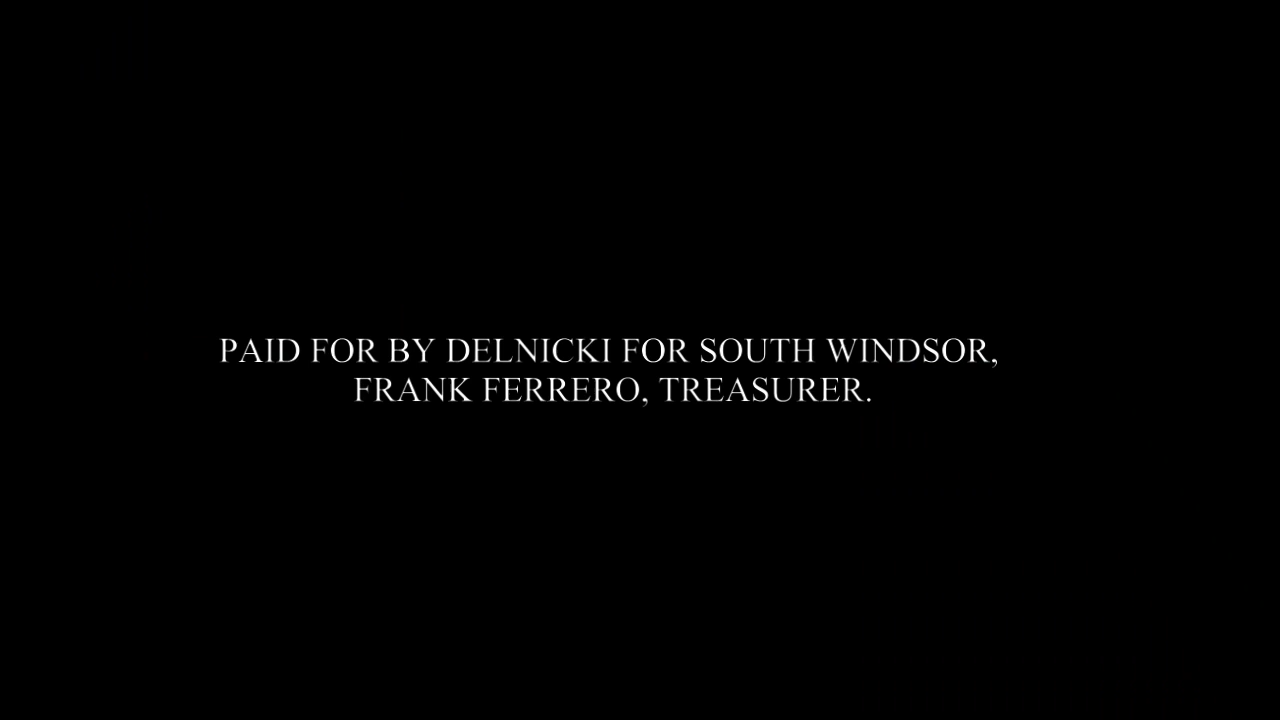 PAID FOR BY DELNICKI FOR SOUTH WINDSOR,
FRANK FERRERO, TREASURER.